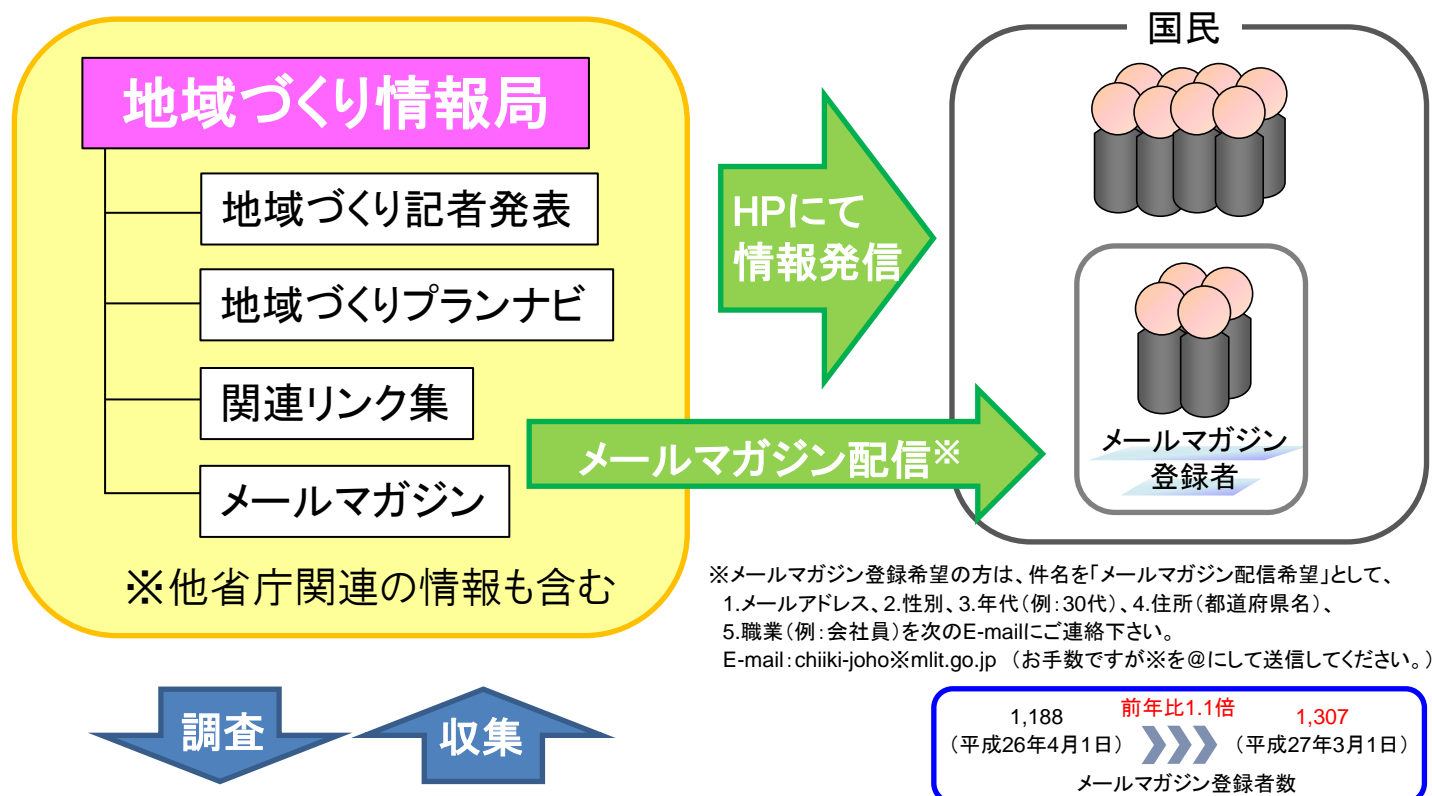 地域づくり情報局
地域づくり記者発表
地域づくりプランナビ
関連リンク集
メールマガジン
※他省庁関連の情報も含む
調査
収集
HPにて
情報発信
メールマガジン配信※
国民
メールマガジン
登録者
※メールマガジン登録希望の方は、件名を「メールマガジン配信希望」として、
1.メールアドレス、2.性別、3.年代（例：30代）、4.住所（都道府県名）、
5.職業（例：会社員）を次のE-mailにご連絡下さい。
E-mail：chiiki-joho※mlit.go.jp （お手数ですが※を@にして送信してください。）
1,188 前年比1.1倍 1,307
（平成26年4月1日） （平成27年3月1日）
メールマガジン登録者数